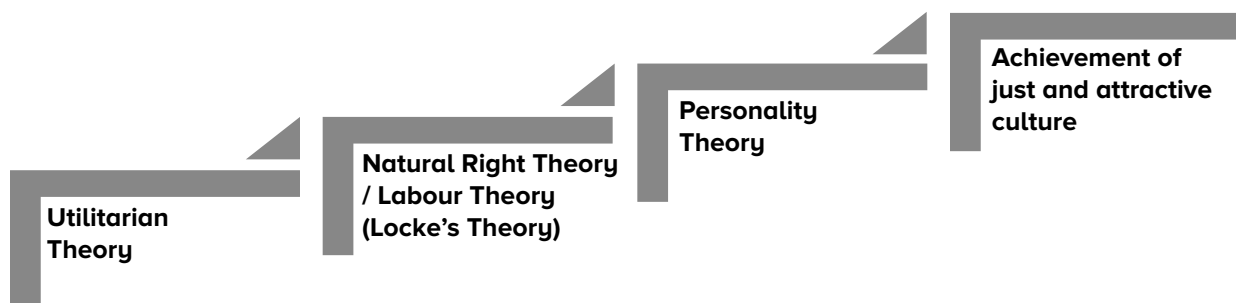 Utilitarian
Theory
Natural Right Theory
/ Labour Theory
(Locke's Theory)
Personality
Theory
Achievement of
just and attractive
culture